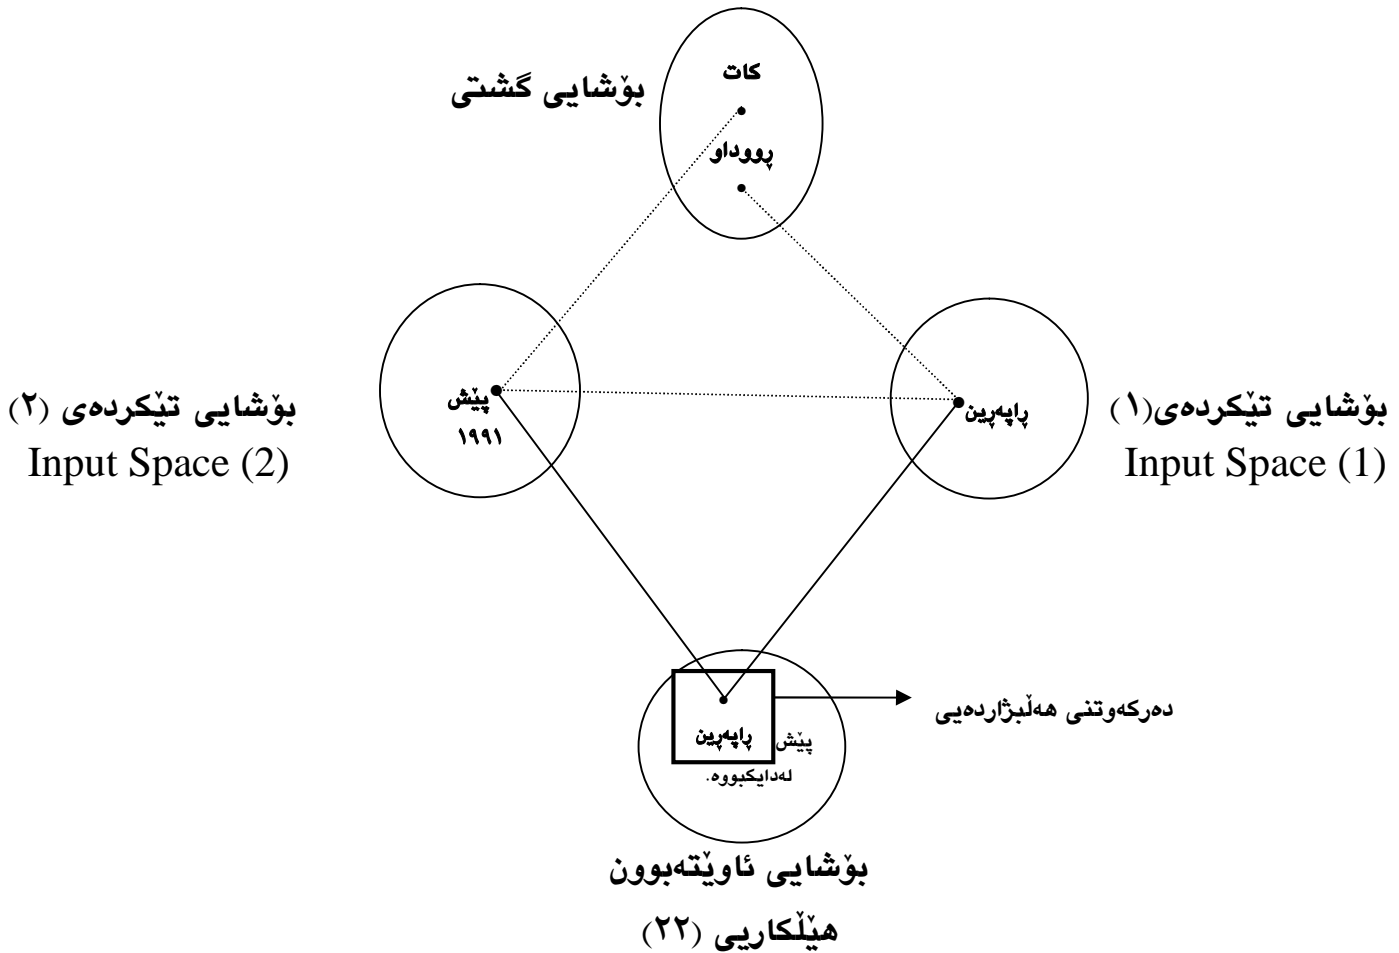 کات
بۆشایی گشتی
ڕووداو
بۆشایی تێکردەی(١)
Input Space (1)
ڕاپەڕین
پێش
١٩٩١
بۆشایی تێکردەی (٢)
Input Space (2)
دەرکەوتنی هەڵبژاردەیی
پێش ڕاپەڕین
لەدایکبووە.
بۆشایی ئاوێتەبوون
هێڵکاریی (٢٢)